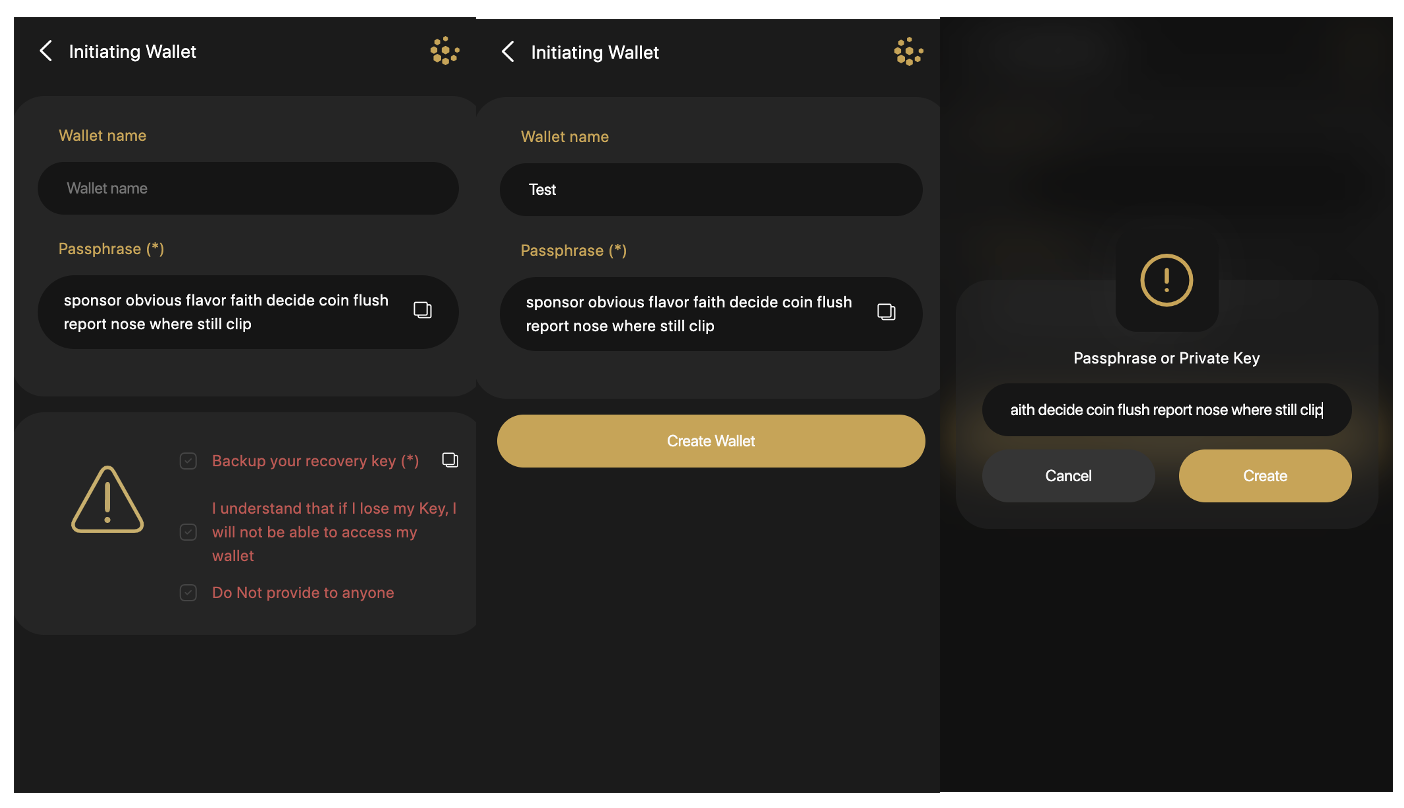 Initiating Wallet
Wallet name
Wallet name
Passphrase (*)
sponsor obvious flavor faith decide coin flush
report nose where still clip
Backup your recovery key (*)
I understand that if I lose my Key, I
will not be able to access my
wallet
Do Not provide to anyone
Initiating Wallet
Wallet name
Test
Passphrase (*)
sponsor obvious flavor faith decide coin flush
report nose where still clip
Create Wallet
Passphrase or Private Key
aith decide coin flush report nose where still clip
Cancel
Create